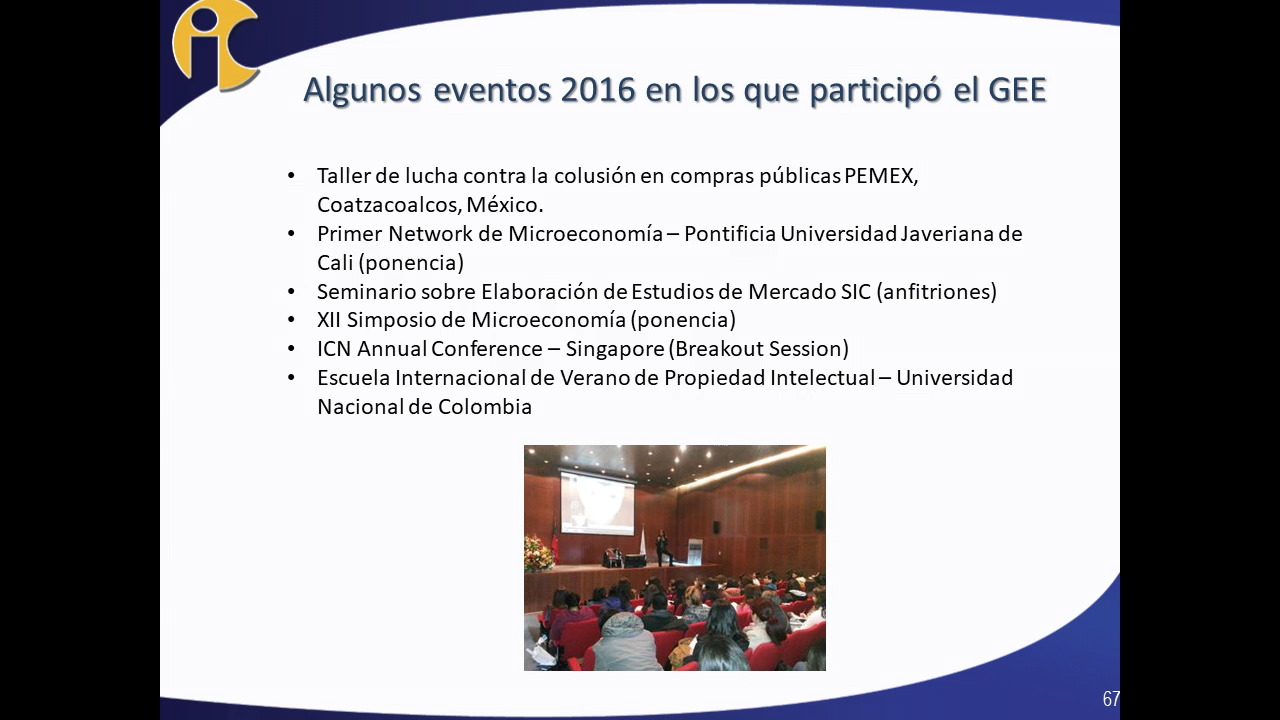 Algunos eventos 2016 en los que participó el GEE
• Taller de lucha contra la colusión en compras públicas PEMEX,
Coatzacoalcos, México.
• Primer Network de Microeconomía – Pontificia Universidad Javeriana de
Cali (ponencia)
• Seminario sobre Elaboración de Estudios de Mercado SIC (anfitriones)
• XII Simposio de Microeconomía (ponencia)
• ICN Annual Conference – Singapore (Breakout Session)
• Escuela Internacional de Verano de Propiedad Intelectual – Universidad
Nacional de Colombia
67